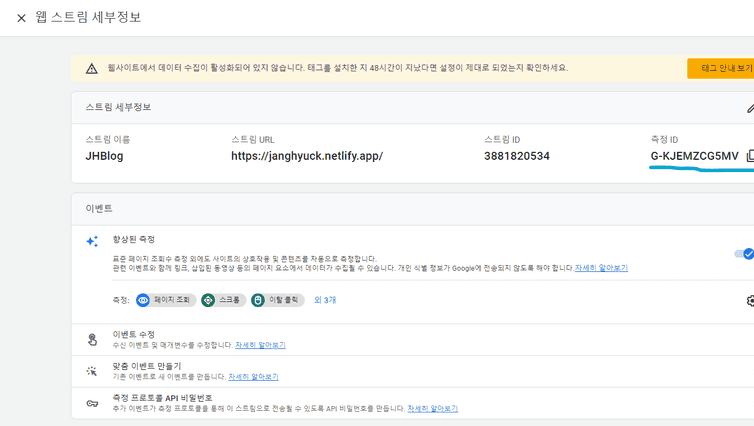 웹 스트림 세부정보
웹사이트에서 데이터 수집이 활성화되어 있지 않습니다. 태그를 설치한 지 48시간이 지났다면 설정이 제대로 되었는지 확인하세요.
태그 안내 보기
스트림 세부정보
스트림 이름 스트림 URL 스트림 ID 측정 ID
JHBlog https://janghyuck.netlify.app/ 3881820534 G-KJEMZCG5MV
이벤트
향상된 측정
표준 페이지 조회수 측정 외에도 사이트의 상호작용 및 콘텐츠를 자동으로 측정합니다.
관련 이벤트와 함께 링크, 삽입된 동영상 등의 페이지 요소에서 데이터가 수집될 수 있습니다. 개인 식별 정보가 Google에 전송되지 않도록 해야 합니다.자세히 알아보기
측정: 페이지 조회 스크롤 이탈 클릭 외 3개
이벤트 수정
수신 이벤트 및 매개변수를 수정합니다. 자세히 알아보기
맞춤 이벤트 만들기
기존 이벤트로 새 이벤트를 만듭니다. 자세히 알아보기
측정 프로토콜 API 비밀번호
추가 이벤트가 측정 프로토콜을 통해 이 스트림으로 전송될 수 있도록 API 비밀번호를 만듭니다. 자세히 알아보기